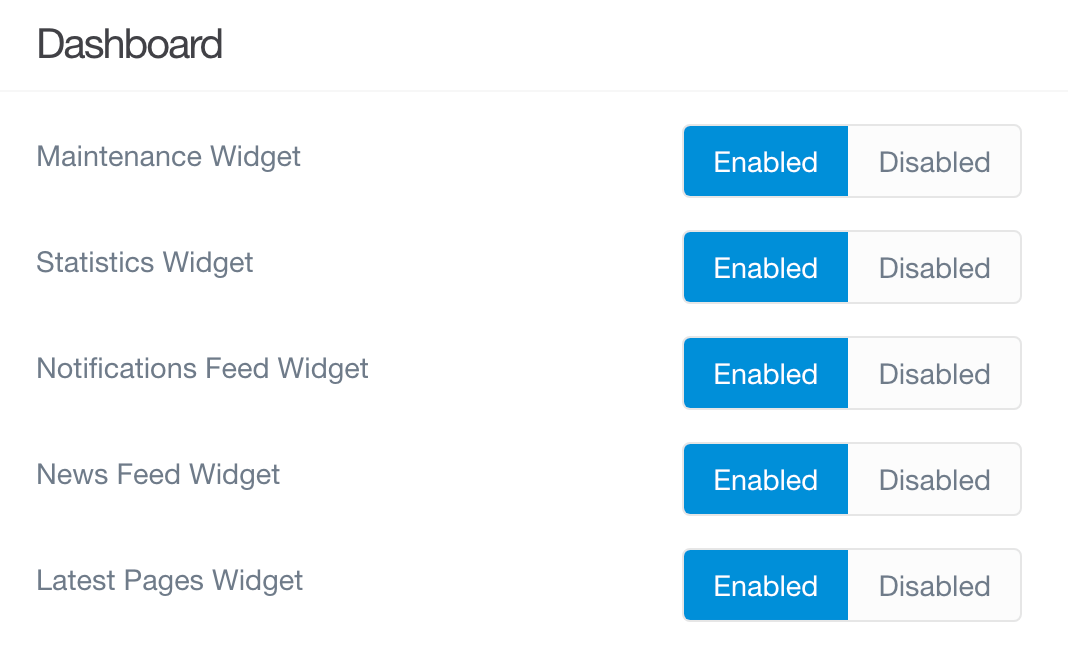 Dashboard
Maintenance Widget Enabled Disabled
Statistics Widget Enabled Disabled
Notifications Feed Widget Enabled Disabled
News Feed Widget Enabled Disabled
Latest Pages Widget Enabled Disabled